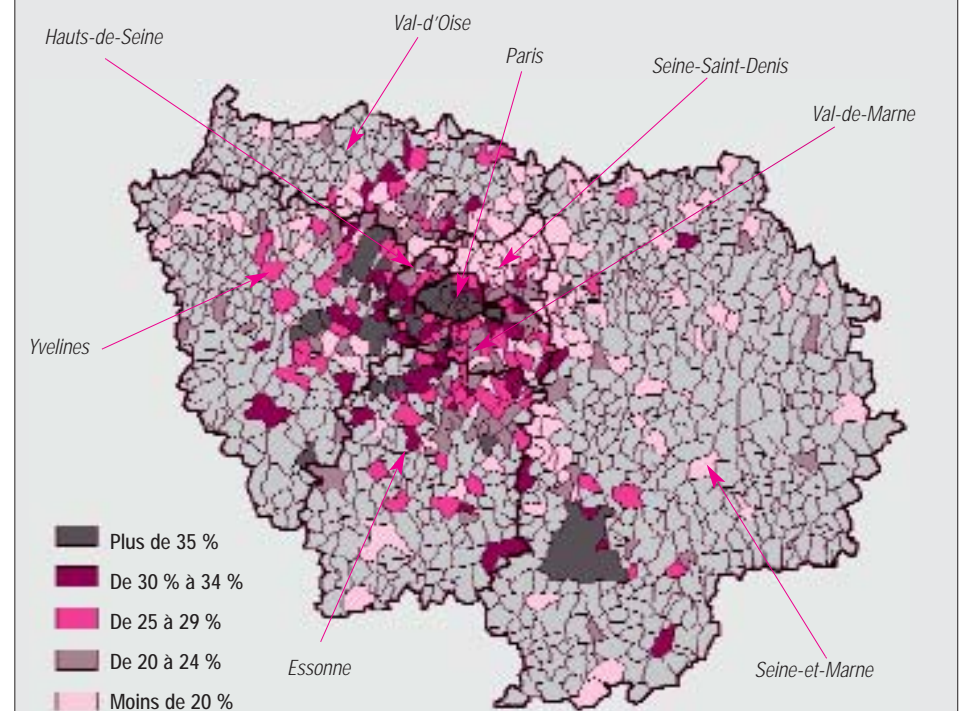 Val-d'Oise
Hauts-de-Seine
Paris
Seine-Saint-Denis
Val-de-Marne
Yvelines
Plus de 35 %
De 30 % à 34 %
De 25 à 29 %
De 20 à 24 %
Moins de 20 %
Essonne
Seine-et-Marne